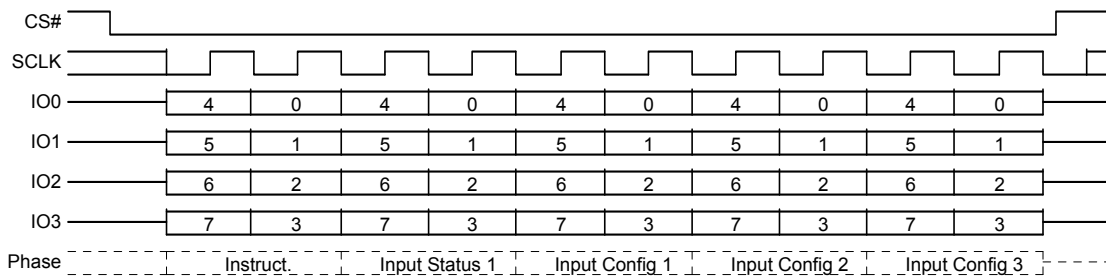 CS#
SCLK
IO0 4 0 4 0 4 0 4 0 4 0
IO1 5 1 5 1 5 1 5 1 5 1
IO2 6 2 6 2 6 2 6 2 6 2
IO3 7 3 7 3 7 3 7 3 7 3
Phase Instruct. Input Status 1 Input Config 1 Input Config 2 Input Config 3